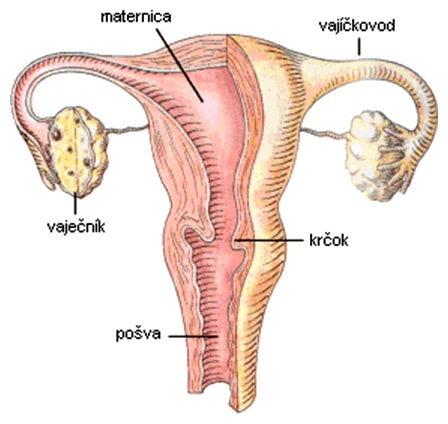 maternica
vajíčkovod
vaječník
krčok
pošva